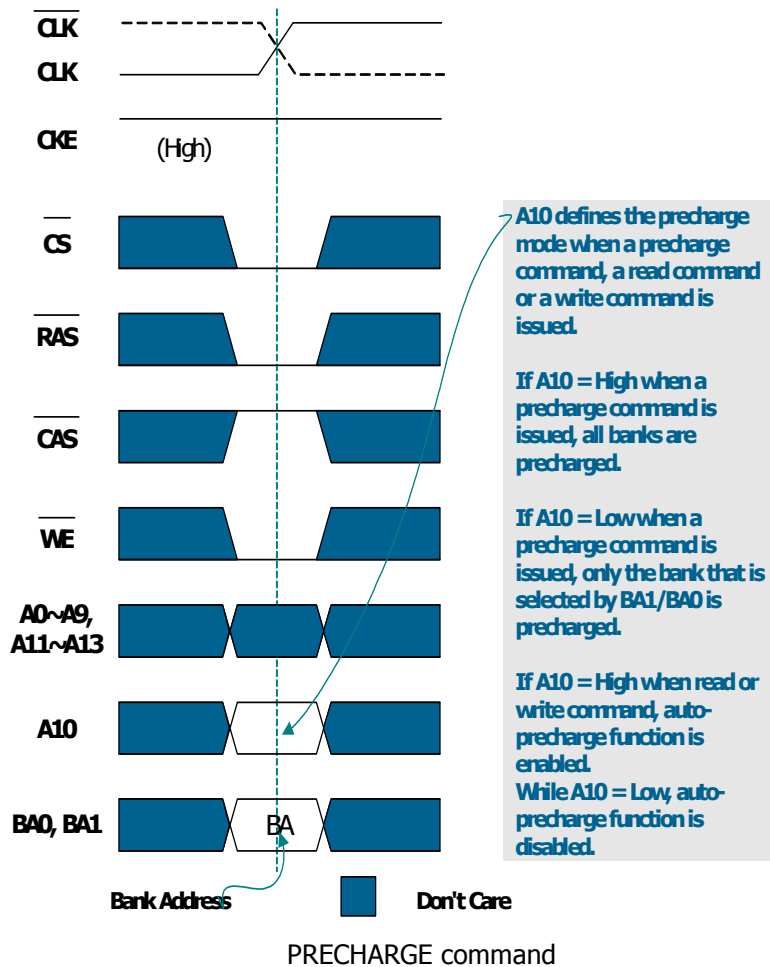 CLK
CLK
CKE
(High)
CS
RAS
CAS
WE
A0~A9,
A11~A13
A10
BA0, BA1
BA
Bank Address
Don't Care
A10 defines the precharge
mode when a precharge
command, a read command
or a write command is
issued.
If A10 = High when a
precharge command is
issued, all banks are
precharged.
If A10 = Low when a
precharge command is
issued, only the bank that is
selected by BA1/BA0 is
precharged.
If A10 = High when read or
write command, auto-
precharge function is
enabled.
While A10 = Low, auto-
precharge function is
disabled.
PRECHARGE command